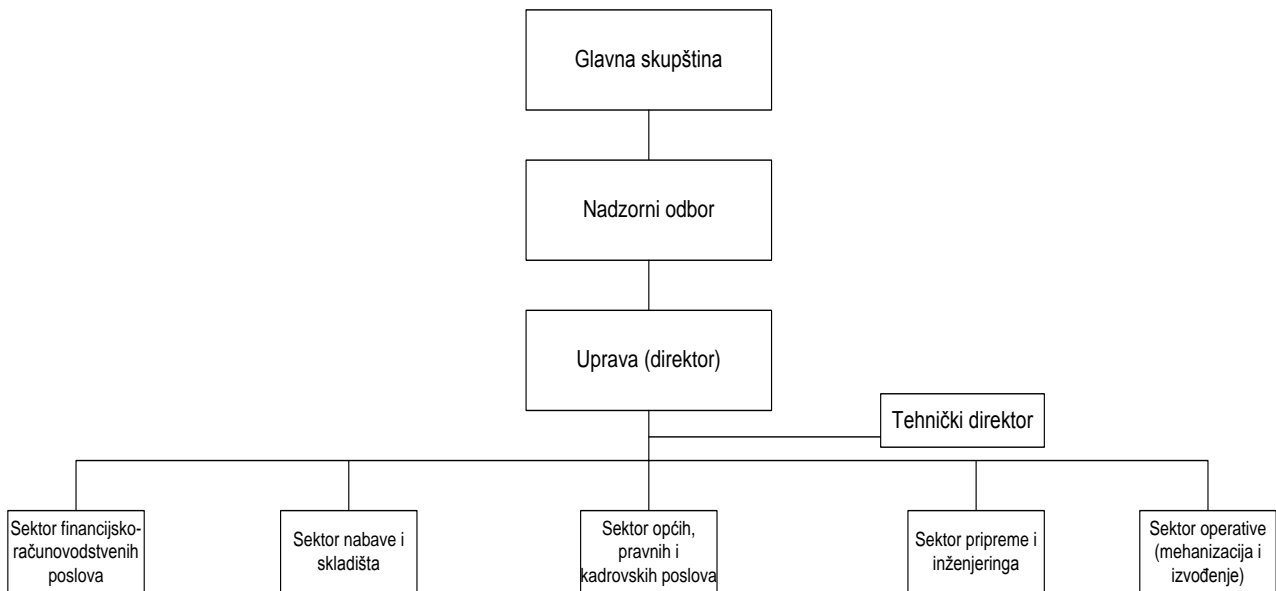 Glavna skupština
Nadzorni odbor
Uprava (direktor)
Tehnički direktor
Sektor financijsko-
računovodstvenih
poslova
Sektor nabave i
skladišta
Sektor općih,
pravnih i
kadrovskih poslova
Sektor pripreme i
inženjeringa
Sektor operative
(mehanizacija i
izvođenje)